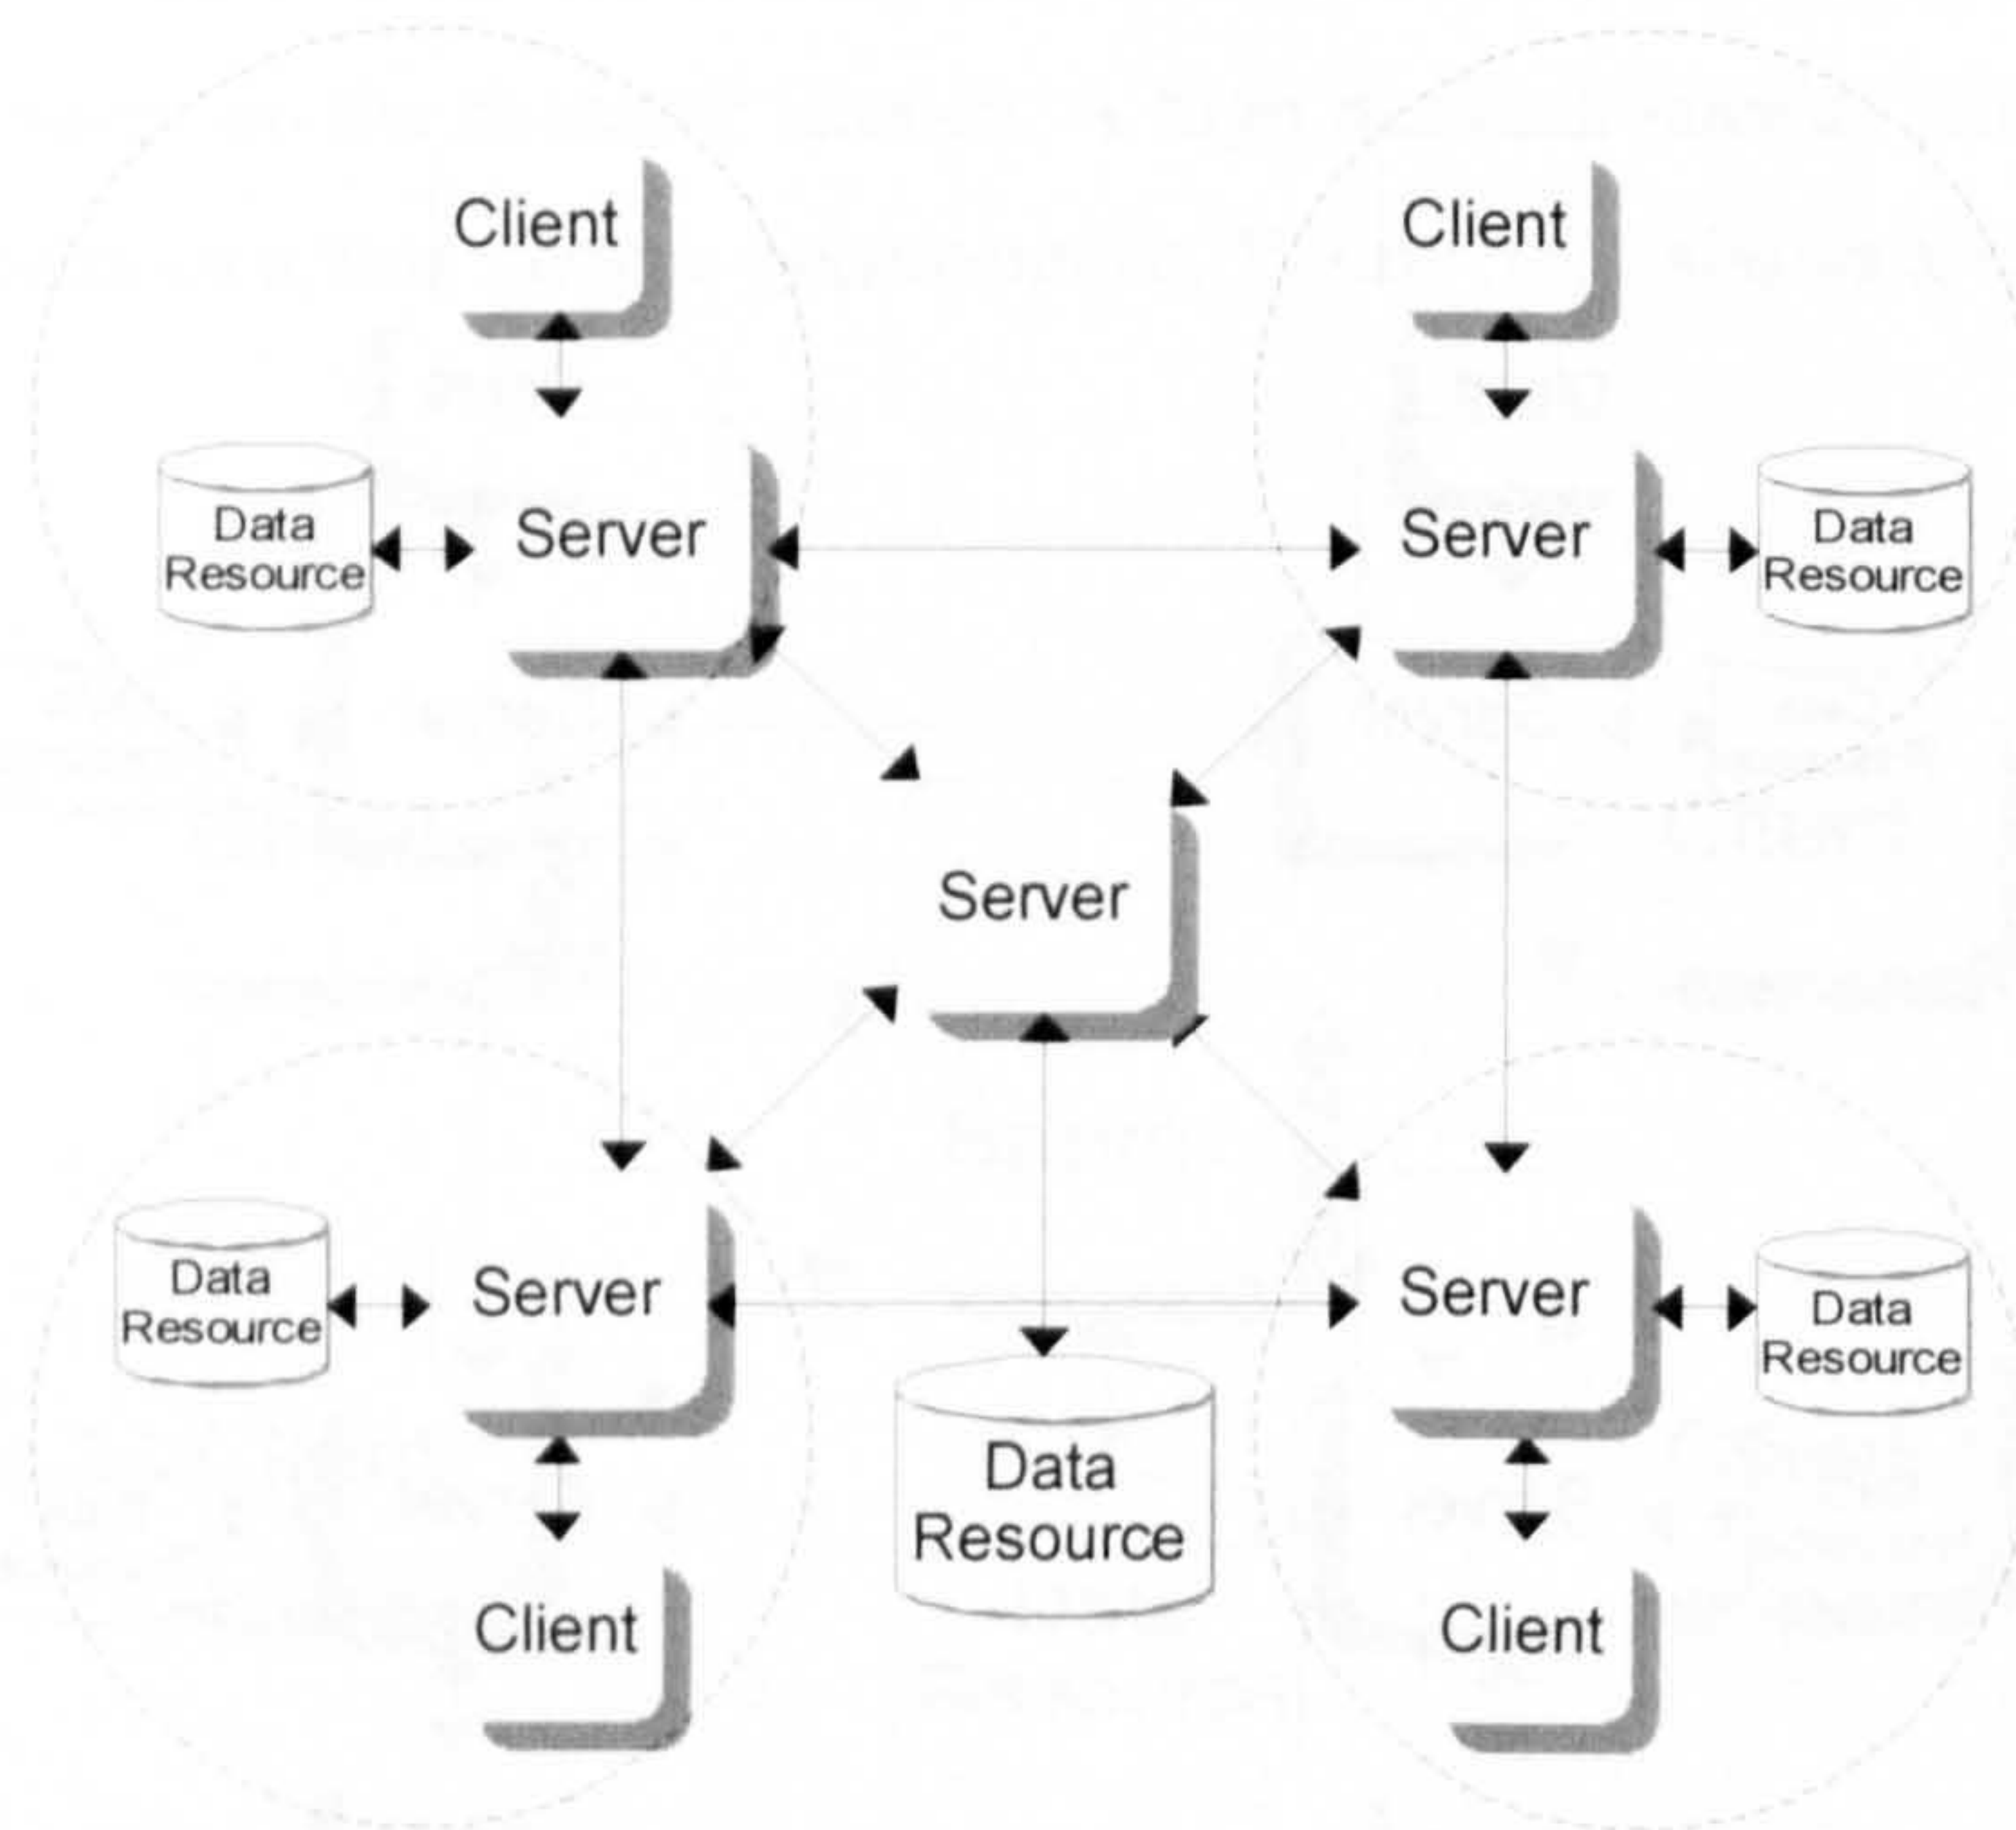 Client
Client
Data
Resource
Server
Server
Data
Resource
Server
Data
Resource
Server
Server
Data
Resource
Data
Resource
Client
Client